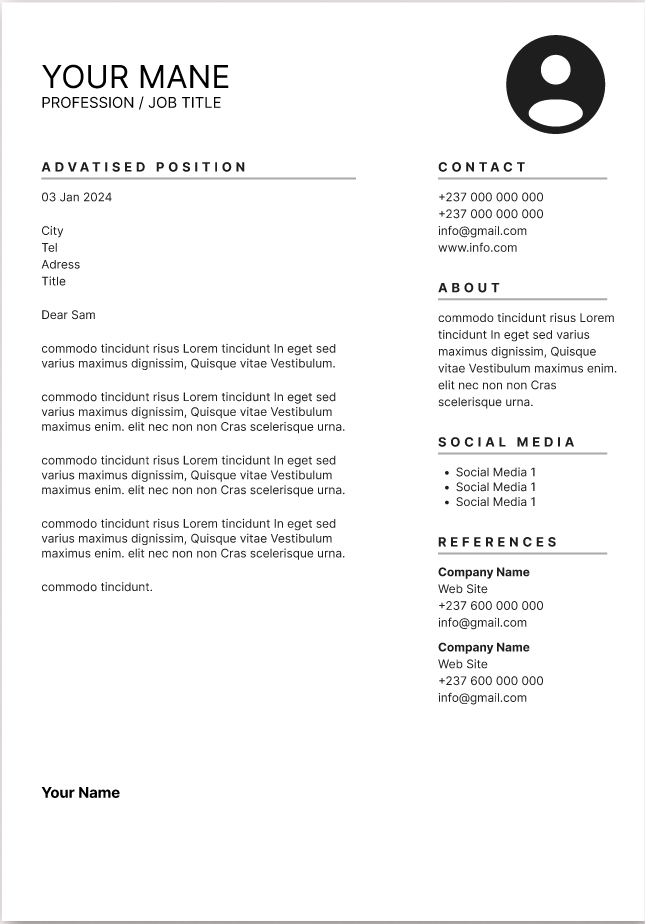 YOUR MANE
PROFESSION / JOB TITLE
ADVATISED POSITION
03 Jan 2024
City
Tel
Adress
Title
Dear Sam
commodo tincidunt risus Lorem tincidunt In eget sed
varius maximus dignissim, Quisque vitae Vestibulum.
commodo tincidunt risus Lorem tincidunt In eget sed
varius maximus dignissim, Quisque vitae Vestibulum
maximus enim. elit nec non non Cras scelerisque urna.
commodo tincidunt risus Lorem tincidunt In eget sed
varius maximus dignissim, Quisque vitae Vestibulum
maximus enim. elit nec non non Cras scelerisque urna.
commodo tincidunt risus Lorem tincidunt In eget sed
varius maximus dignissim, Quisque vitae Vestibulum
maximus enim. elit nec non non Cras scelerisque urna.
commodo tincidunt.
Your Name
CONTACT
+237 000 000 000
+237 000 000 000
info@gmail.com
www.info.com
ABOUT
commodo tincidunt risus Lorem
tincidunt In eget sed varius
maximus dignissim, Quisque
vitae Vestibulum maximus enim.
elit nec non non Cras
scelerisque urna.
SOCIAL MEDIA
• Social Media 1
• Social Media 1
• Social Media 1
REFERENCES
Company Name
Web Site
+237 600 000 000
info@gmail.com
Company Name
Web Site
+237 600 000 000
info@gmail.com